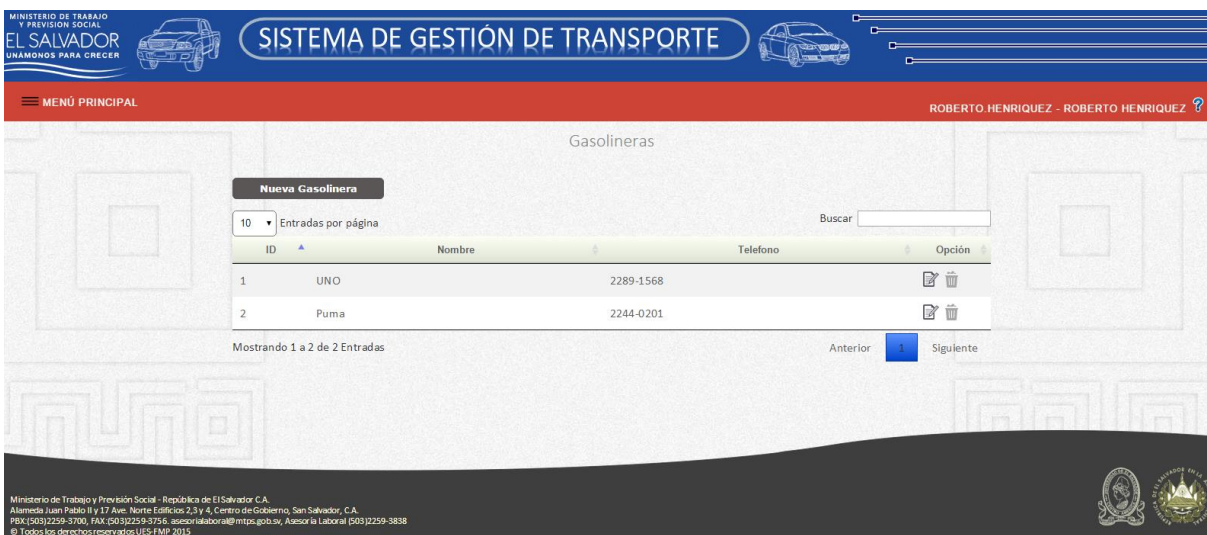 MINISTERIO DE TRABAJO
Y PREVISION SOCIAL
EL SALVADOR
UNÁMONOS PARA CRECER
SISTEMA DE GESTIÓN DE TRANSPORTE
MENÚ PRINCIPAL
ROBERTO.HENRIQUEZ - ROBERTO HENRIQUEZ ?
Gasolineras
Nueva Gasolinera
10 Entradas por página
Buscar
ID Nombre Telefono Opción
1 UNO 2289-1568
2 Puma 2244-0201
Mostrando 1 a 2 de 2 Entradas
Anterior 1 Siguiente
Ministerio de Trabajo y Previsión Social - República de El Salvador C.A.
Alameda Juan Pablo II y 17 Ave. Norte Edificios 2,3 y 4, Centro de Gobierno, San Salvador, C.A.
PBX:(503)2259-3700, FAX:(503)2259-3756. asesorialaboral@mtps.gob.sv, Asesoría Laboral (503)2259-3838
© Todos los derechos reservados UES-FMP 2015